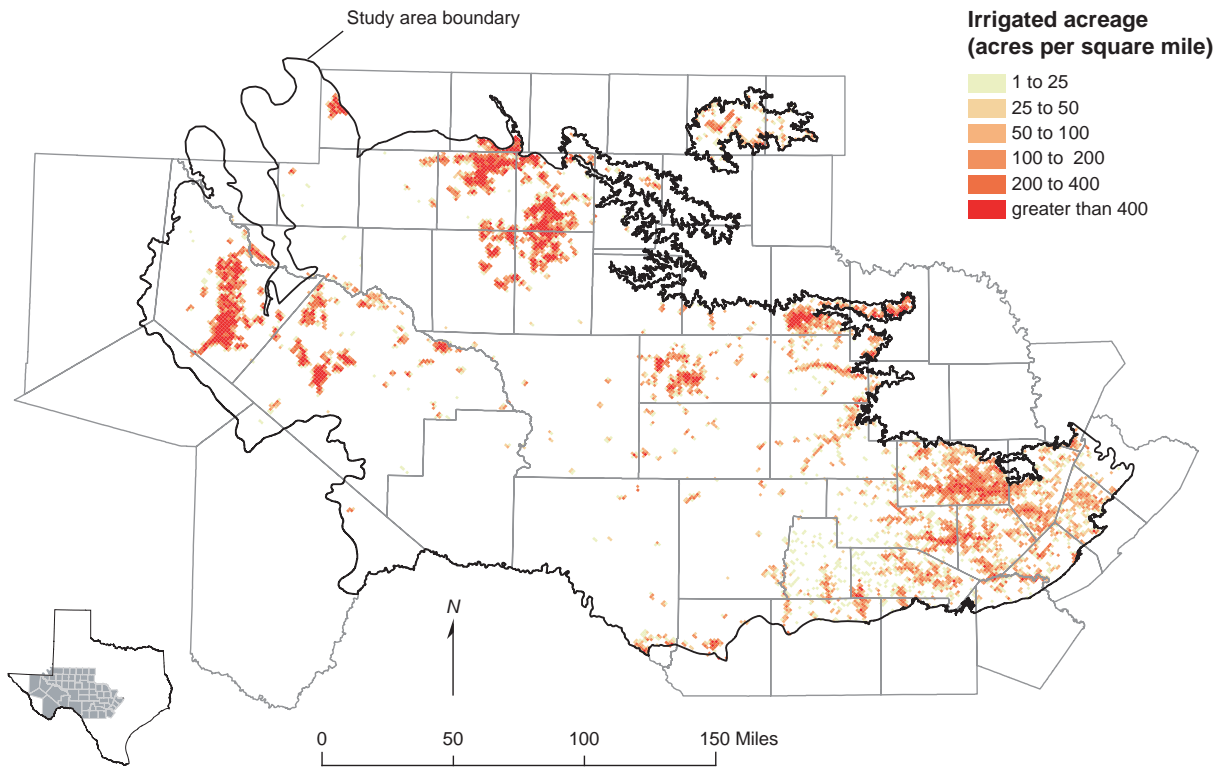 Study area boundary
Irrigated acreage
(acres per square mile)
1 to 25
25 to 50
50 to 100
100 to 200
200 to 400
greater than 400
N
0 50 100 150 Miles